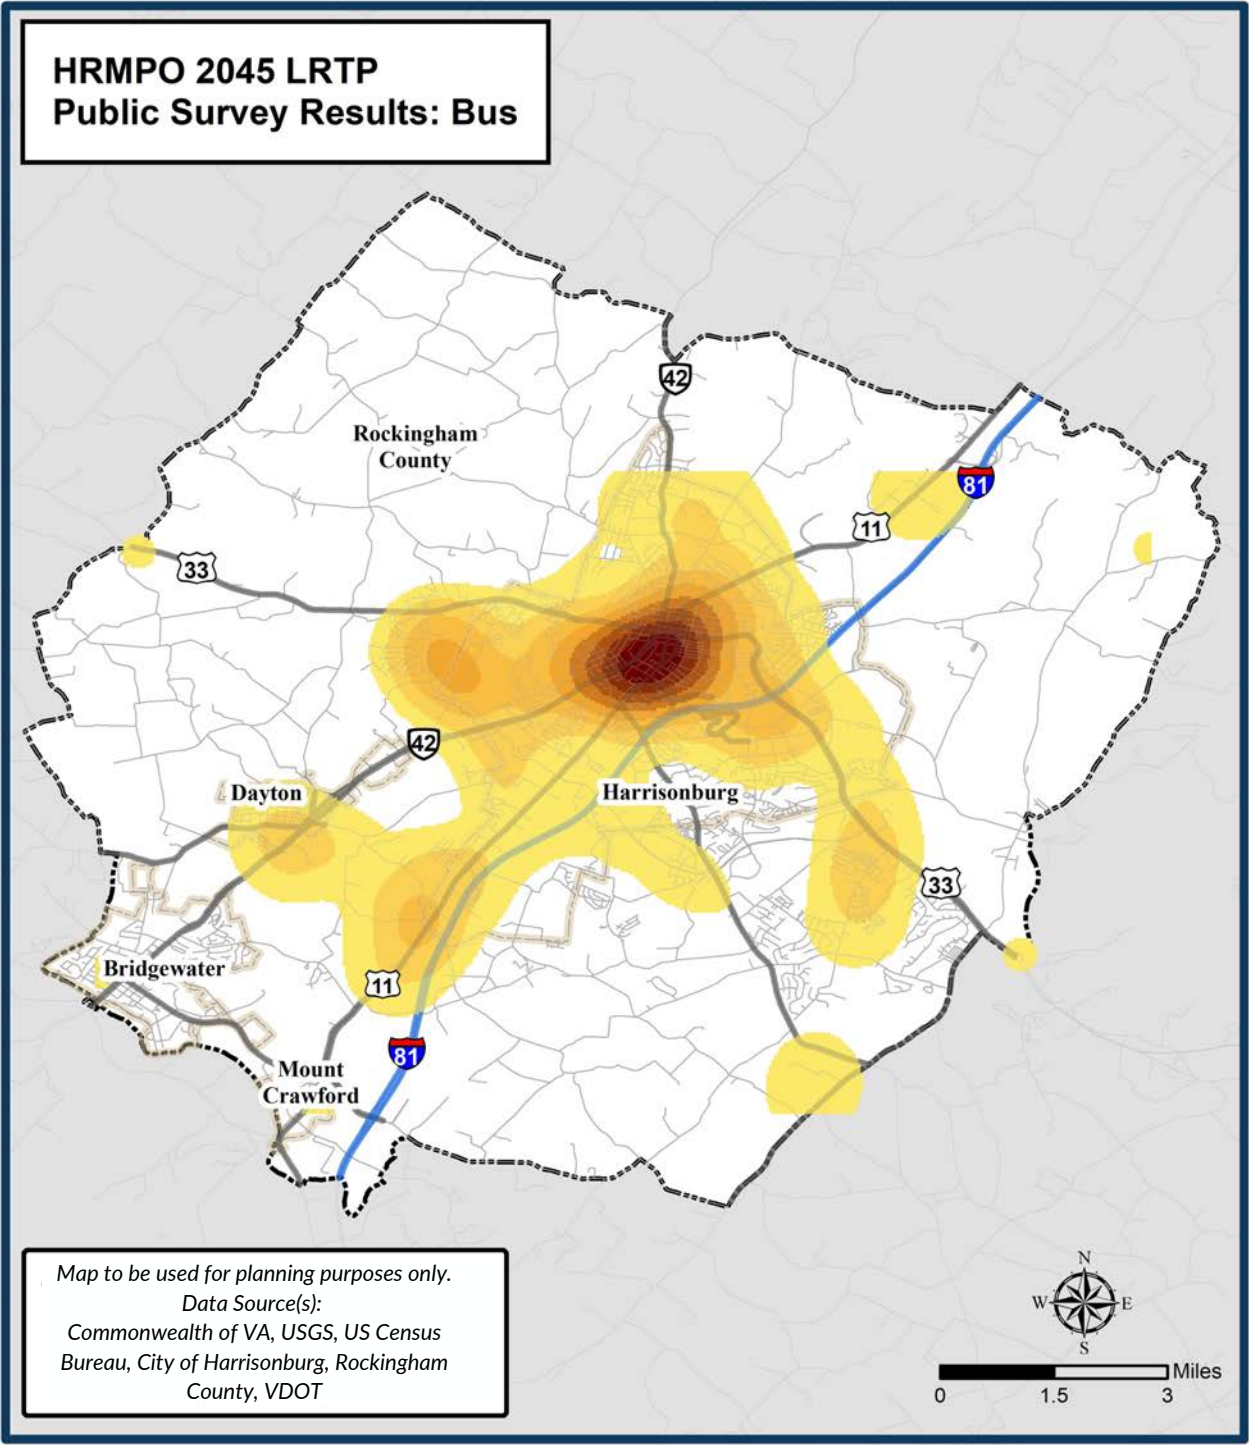 HRMPO 2045 LRTP
Public Survey Results: Bus
42
Rockingham
County
81
11
33
42
Dayton
Harrisonburg
33
Bridgewater
11
81
Mount
Crawford
Map to be used for planning purposes only.
Data Source(s):
Commonwealth of VA, USGS, US Census
Bureau, City of Harrisonburg, Rockingham
County, VDOT
N
W E
S
Miles
0 1.5 3